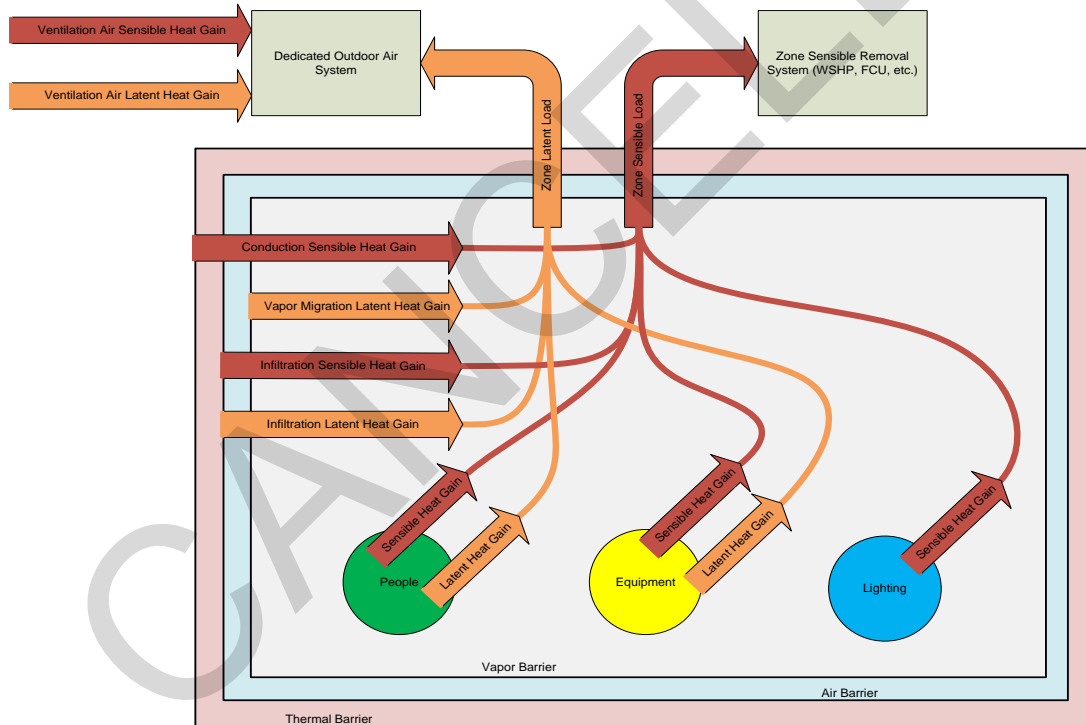 Ventilation Air Sensible Heat Gain
Ventilation Air Latent Heat Gain
Dedicated Outdoor Air
System
Zone Sensible Removal
System (WSHP, FCU, etc.)
Zone Latent Load
Zone Sensible Load
Conduction Sensible Heat Gain
Vapor Migration Latent Heat Gain
Infiltration Sensible Heat Gain
Infiltration Latent Heat Gain
Sensible Heat Gain
Latent Heat Gain
People
Sensible Heat Gain
Latent Heat Gain
Equipment
Sensible Heat Gain
Lighting
Vapor Barrier
Air Barrier
Thermal Barrier
CANCELL